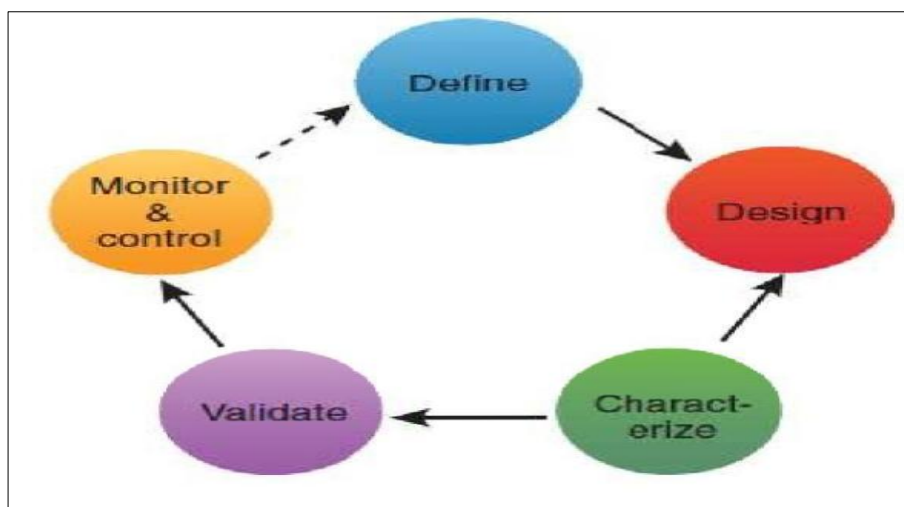 Define
Design
Charact-
erize
Validate
Monitor
&
control